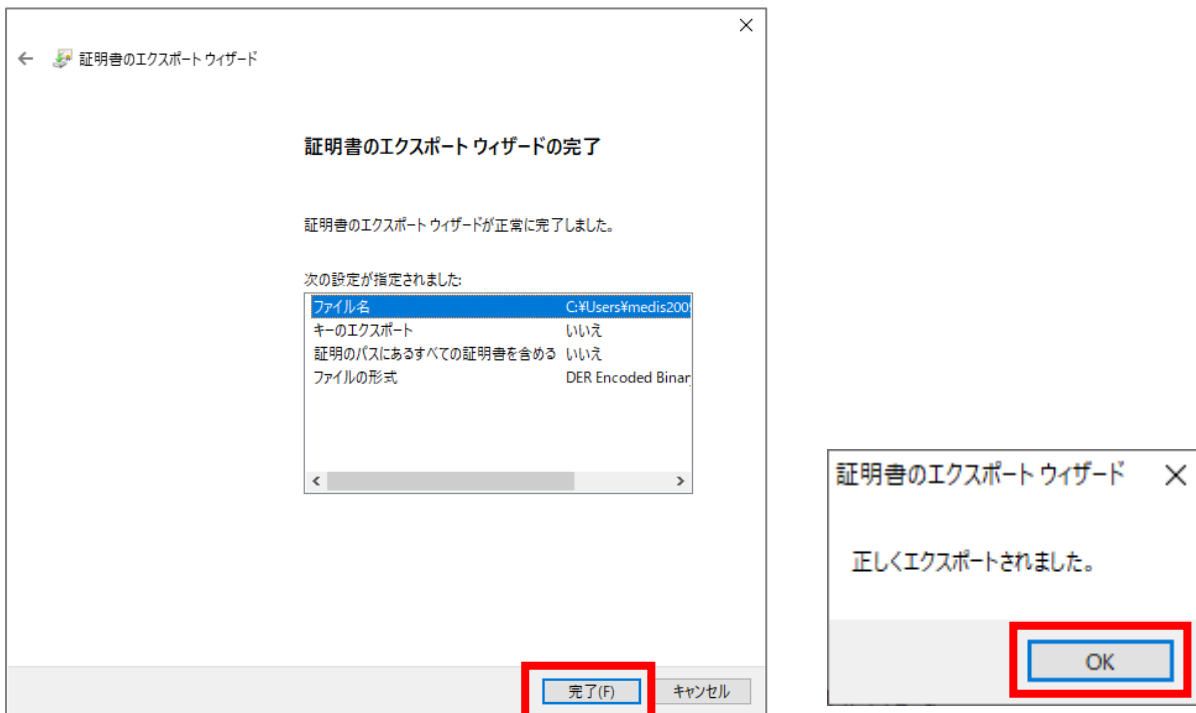 証明書のエクスポート ウィザード
証明書のエクスポート ウィザードの完了
証明書のエクスポート ウィザードが正常に完了しました。
次の設定が指定されました:
ファイル名 C:¥Users¥medis200
キーのエクスポート いいえ
証明のパスにあるすべての証明書を含める いいえ
ファイルの形式 DER Encoded Binar
完了(F) キャンセル
証明書のエクスポート ウィザード
正しくエクスポートされました。
OK